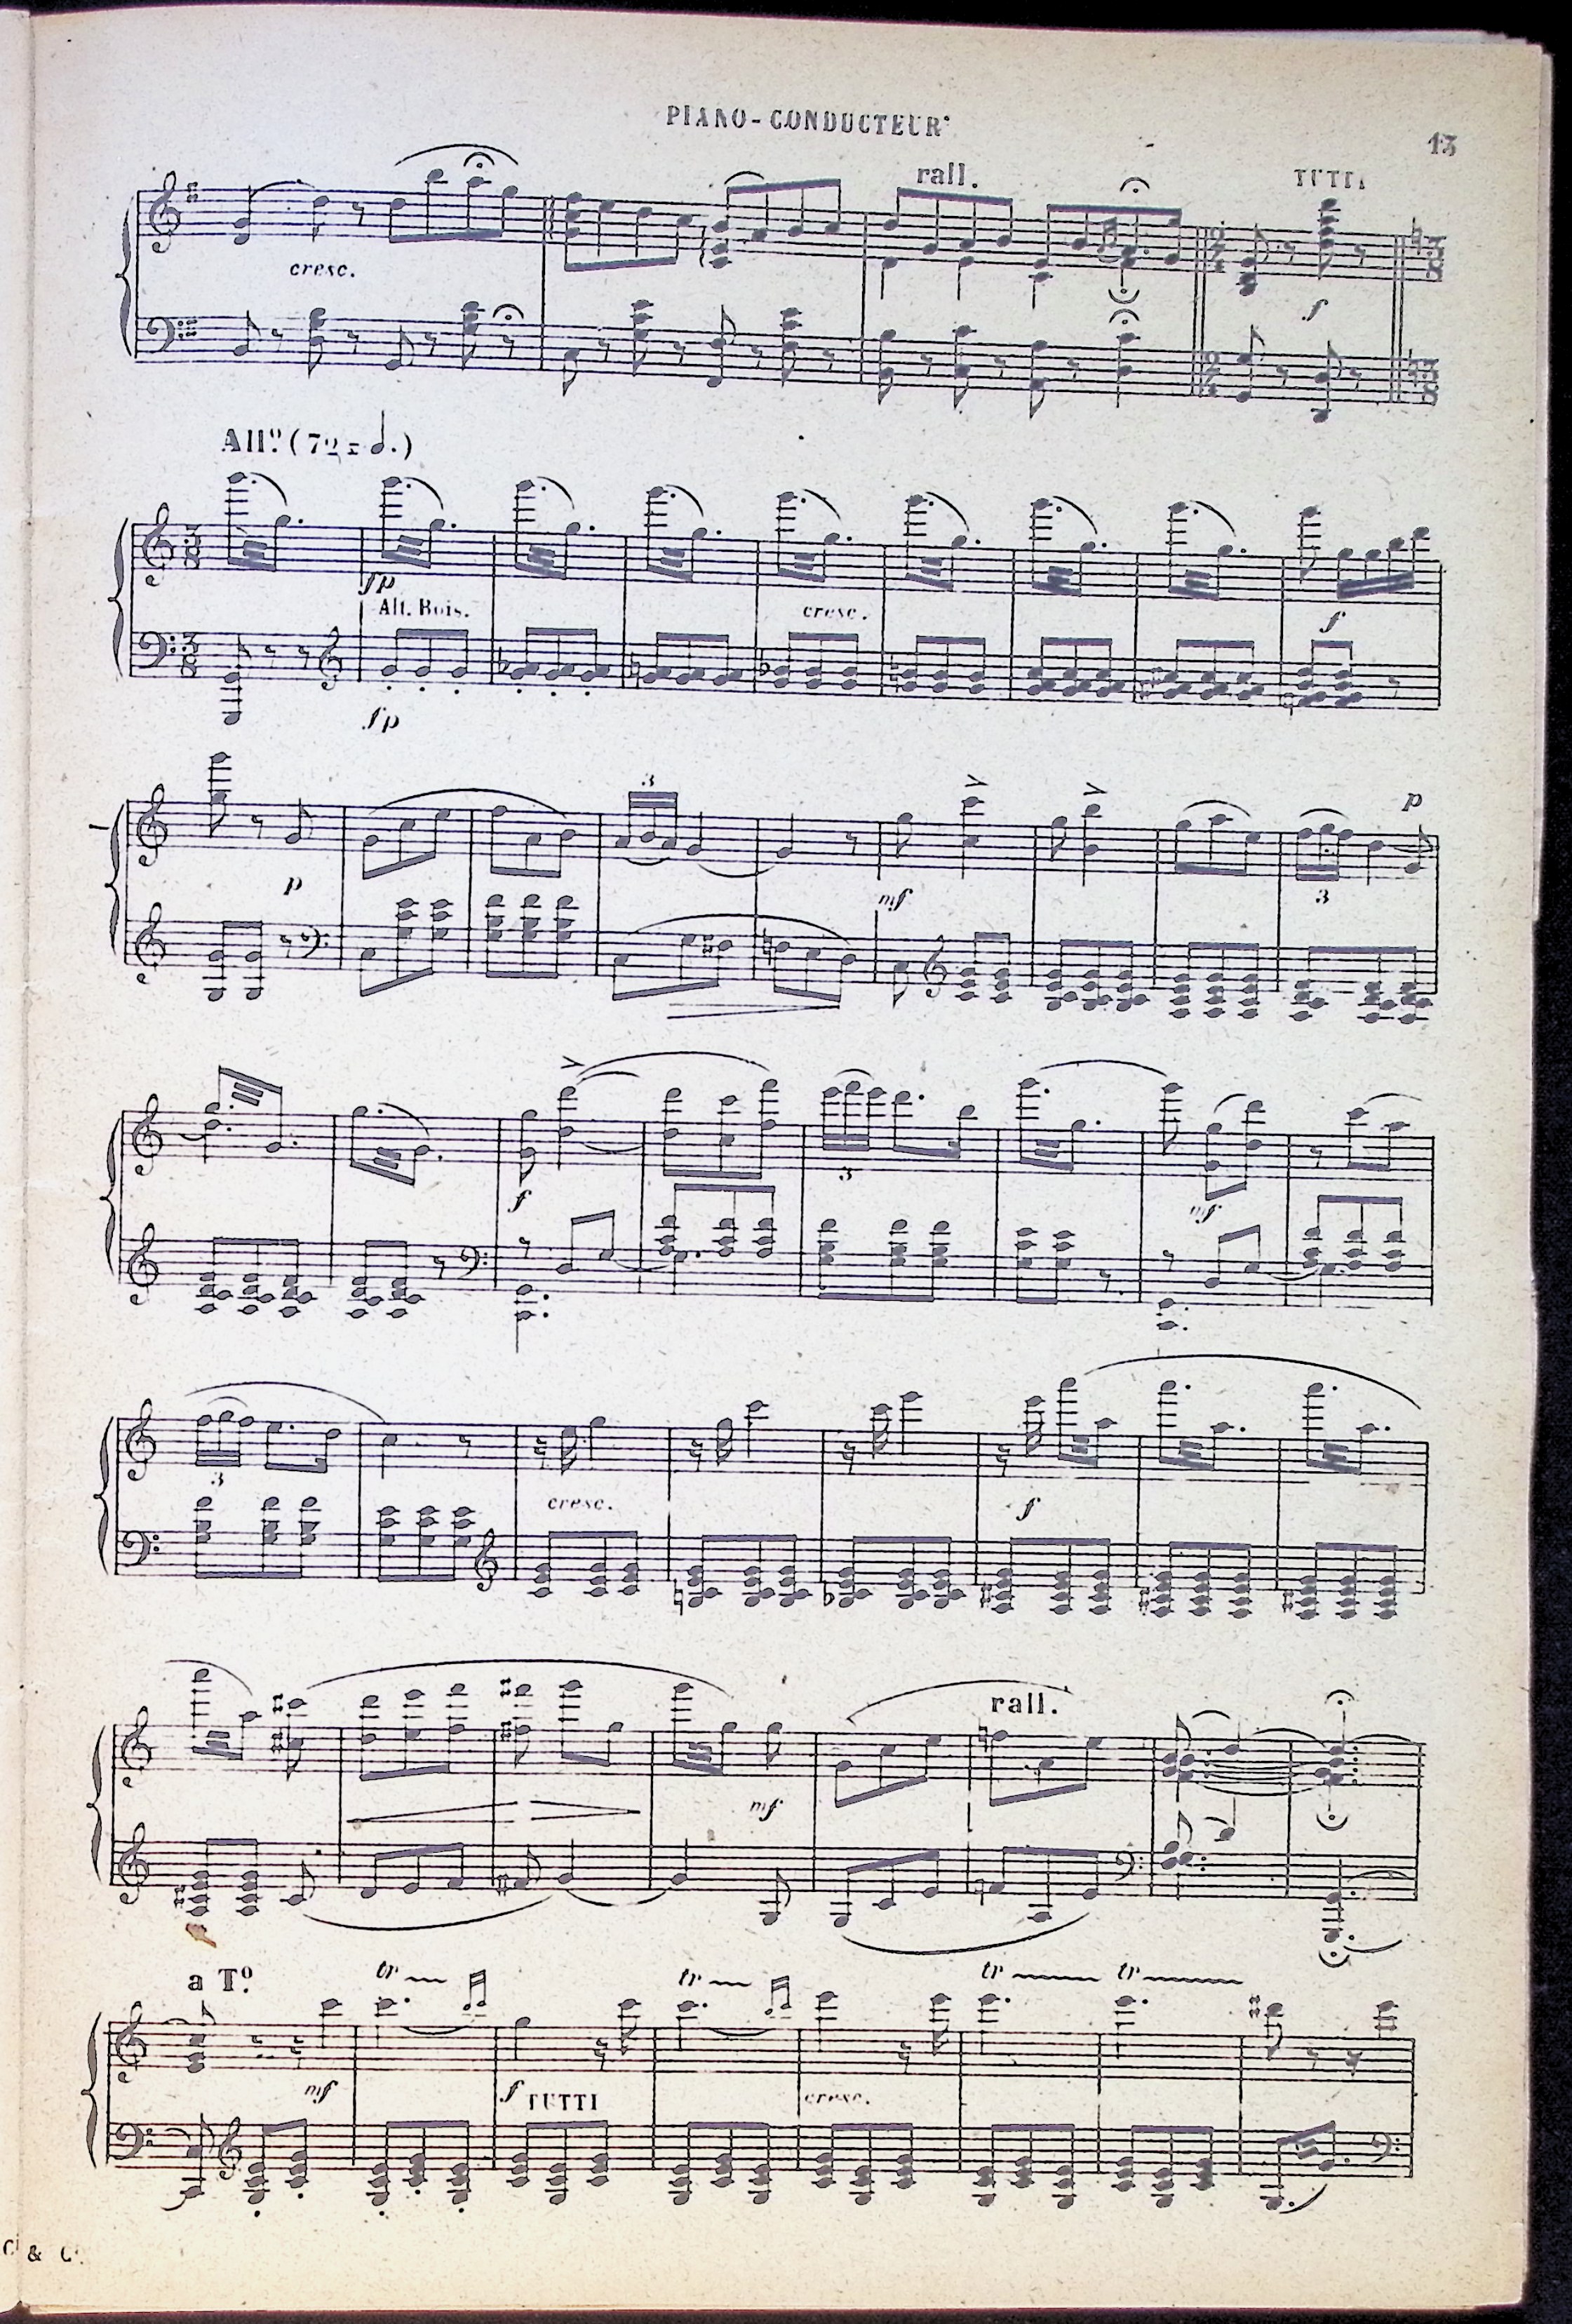 PIANO-CONDUCTEUR.
13
rall.
TUTTI
cresc.
f
All.º (72 = 𝅗𝅥.)
fp
Alt. Bois.
cresc.
f
fp
3
p
p
mf
3
f
3
mf
3
cresc.
f
rall.
mf
a T.º
tr
tr
tr
tr
mf
f TUTTI
cresc.